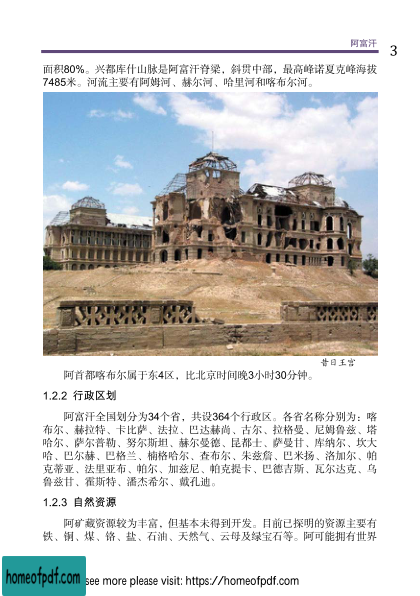 阿富汗
3
面积80%。兴都库什山脉是阿富汗脊梁，斜贯中部，最高峰诺夏克峰海拔
7485米。河流主要有阿姆河、赫尔河、哈里河和喀布尔河。
昔日王宫
阿首都喀布尔属于东4区，比北京时间晚3小时30分钟。
1.2.2 行政区划
阿富汗全国划分为34个省，共设364个行政区。各省名称分别为：喀
布尔、赫拉特、卡比萨、法拉、巴达赫尚、古尔、拉格曼、尼姆鲁兹、塔
哈尔、萨尔普勒、努尔斯坦、赫尔曼德、昆都士、萨曼甘、库纳尔、坎大
哈、巴尔赫、巴格兰、楠格哈尔、查布尔、朱兹詹、巴米扬、洛加尔、帕
克蒂亚、法里亚布、帕尔、加兹尼、帕克提卡、巴德吉斯、瓦尔达克、乌
鲁兹甘、霍斯特、潘杰希尔、戴孔迪。
1.2.3 自然资源
阿矿藏资源较为丰富，但基本未得到开发。目前已探明的资源主要有
铁、铜、煤、铬、盐、石油、天然气、云母及绿宝石等。阿可能拥有世界
homeofpdf.com
see more please visit: https://homeofpdf.com